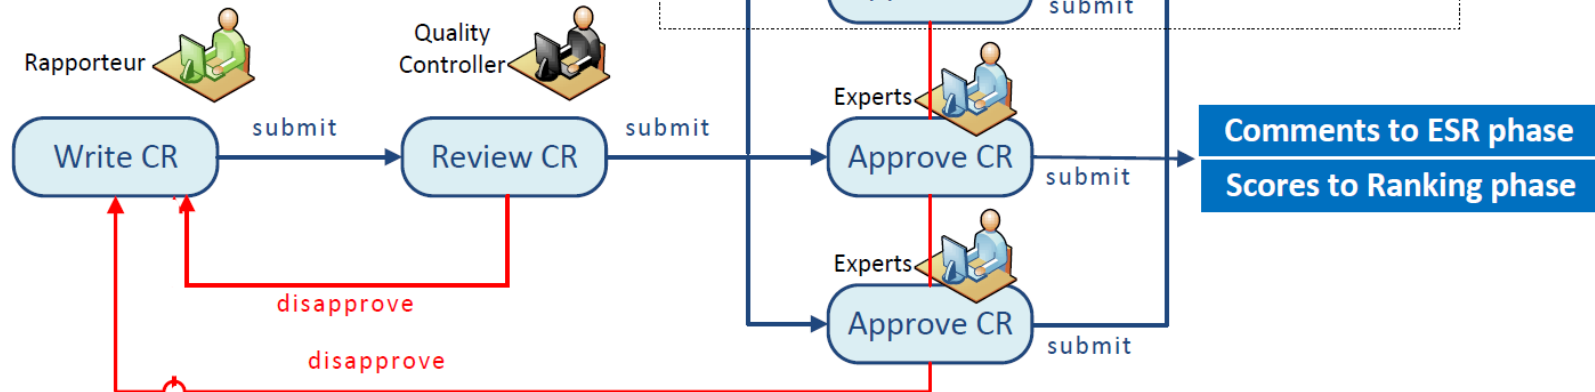 submit
Quality
Controller
Rapporteur
Experts
submit
submit
Write CR
Review CR
Approve CR
submit
Comments to ESR phase
Scores to Ranking phase
Experts
disapprove
Approve CR
submit
disapprove